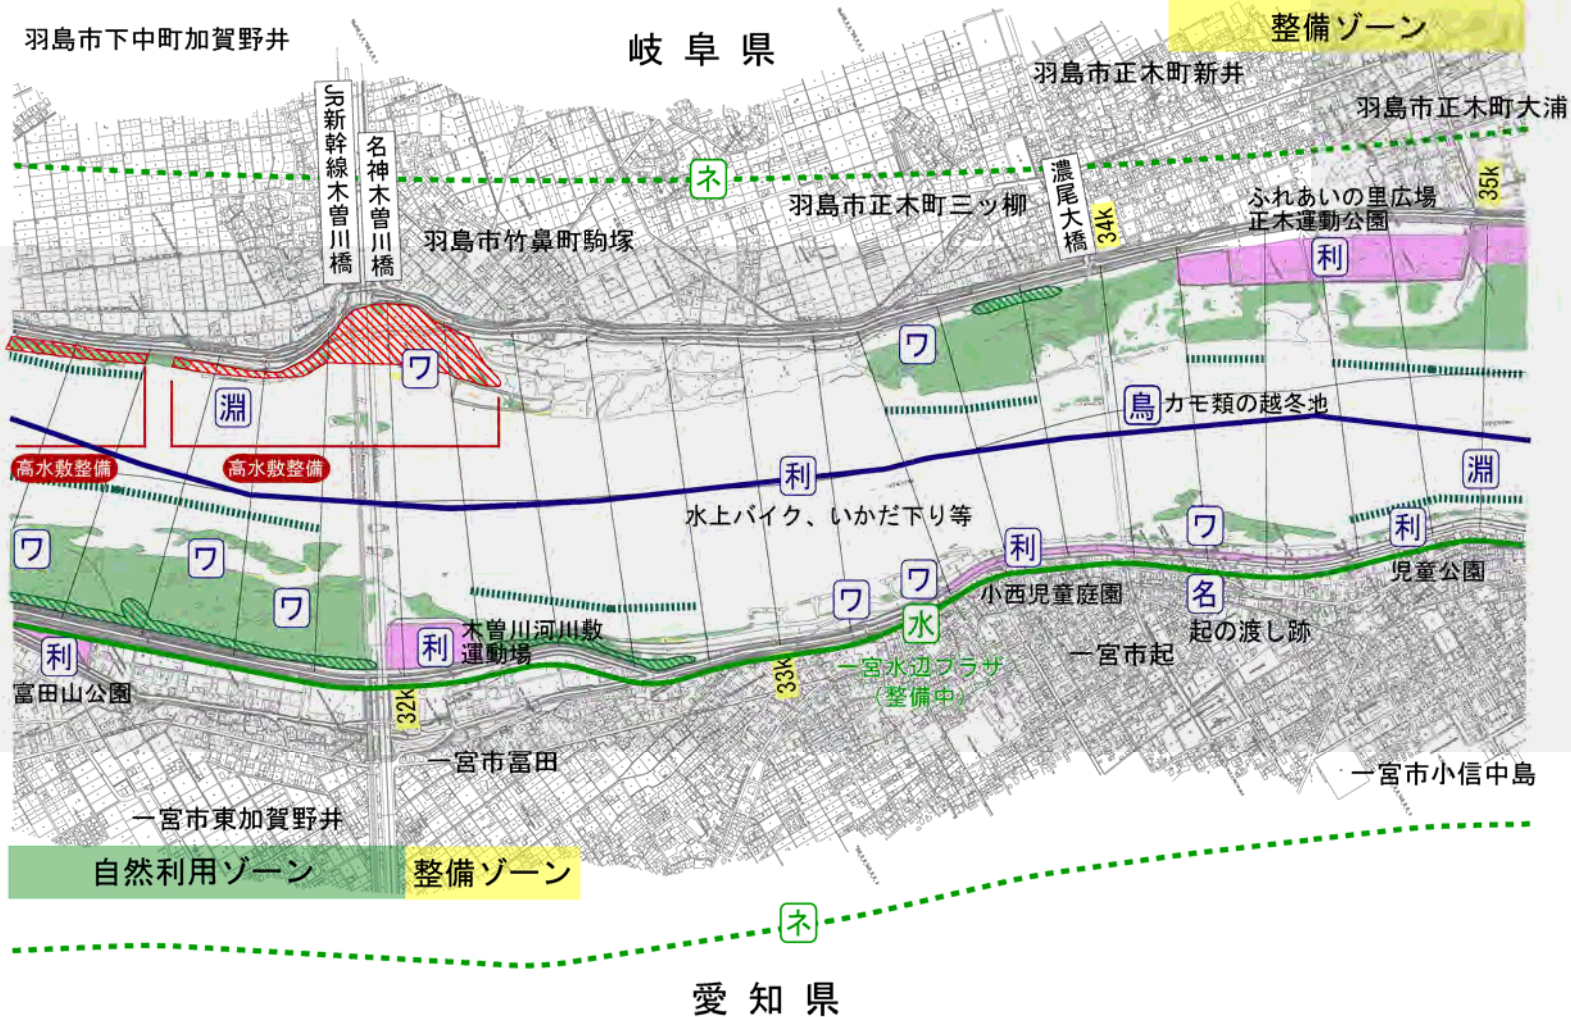 羽島市下中町加賀野井
岐阜県
整備ゾーン
羽島市正木町新井
羽島市正木町大浦
JR新幹線木曽川橋
名神木曽川橋
ネ
羽島市正木町三ッ柳
濃尾大橋
34k
35k
ふれあいの里広場
正木運動公園
利
羽島市竹鼻町駒塚
ワ
ワ
淵
鳥 カモ類の越冬地
高水敷整備
高水敷整備
利
水上バイク、いかだ下り等
淵
ワ
ワ
ワ
利
ワ
利
児童公園
ワ
ワ
小西児童庭園
名
起の渡し跡
水
一宮水辺プラザ
(整備中)
利
木曽川河川敷
運動場
利
富田山公園
32k
33k
一宮市起
一宮市冨田
一宮市小信中島
一宮市東加賀野井
自然利用ゾーン
整備ゾーン
ネ
愛知県